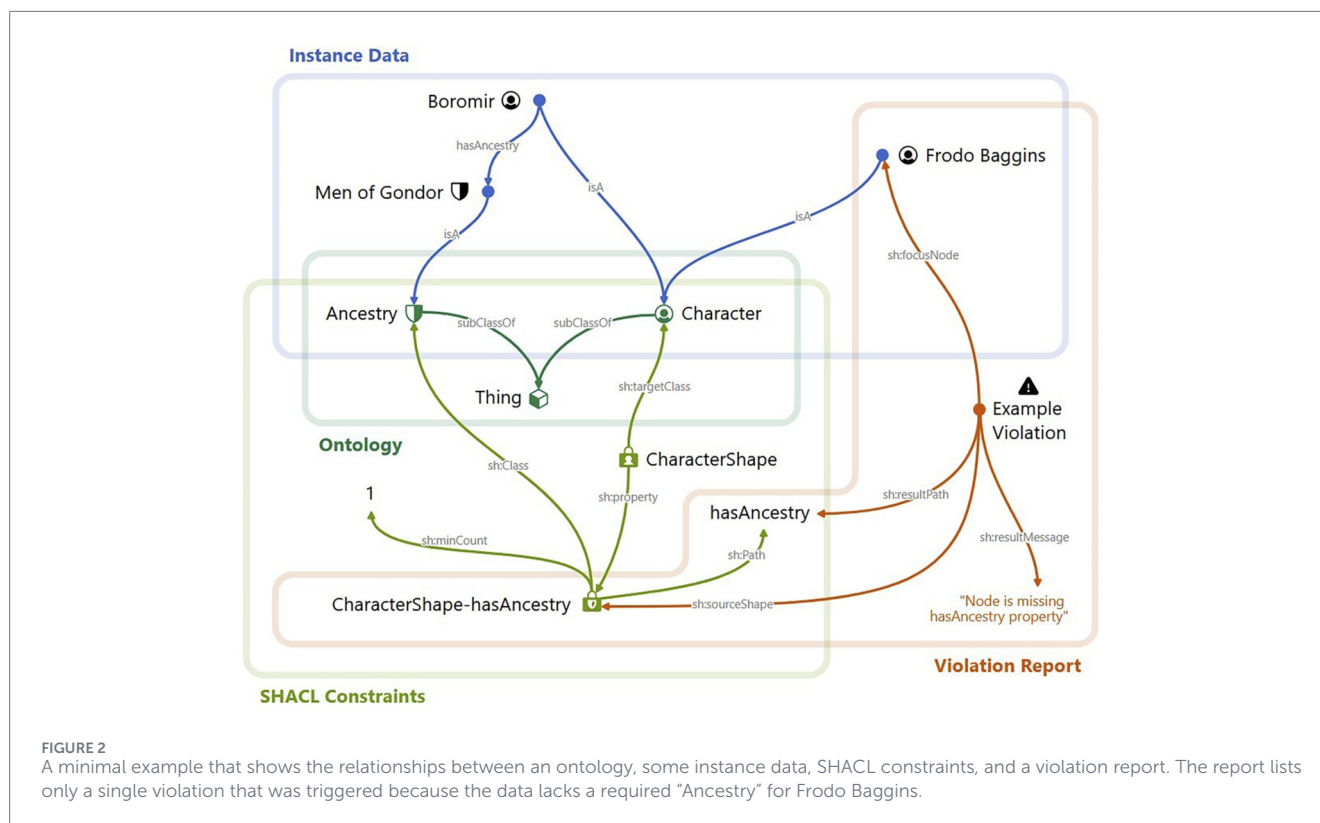 Instance Data
Boromir
hasAncestry
Frodo Baggins
Men of Gondor
isA
isA
isA
sh:focusNode
Ancestry
subClassOf
subClassOf
Character
Thing
sh:targetClass
Example
Violation
Ontology
CharacterShape
sh:Class
1
sh:property
sh:resultPath
hasAncestry
sh:minCount
sh:Path
sh:resultMessage
CharacterShape-hasAncestry
sh:sourceShape
"Node is missing
hasAncestry property"
Violation Report
SHACL Constraints
FIGURE 2
A minimal example that shows the relationships between an ontology, some instance data, SHACL constraints, and a violation report. The report lists
only a single violation that was triggered because the data lacks a required “Ancestry” for Frodo Baggins.